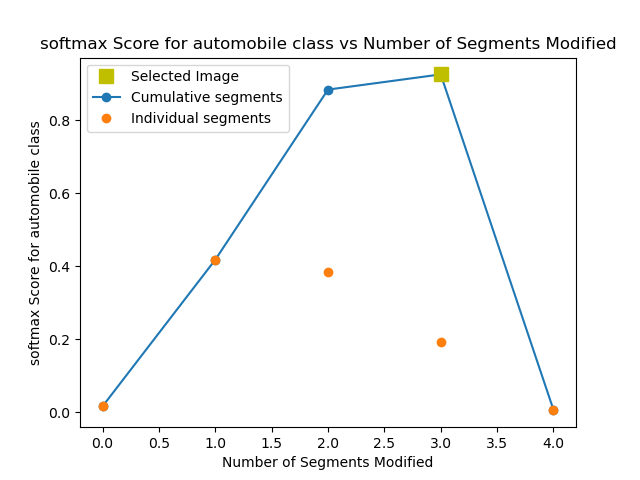 softmax Score for automobile class vs Number of Segments Modified
Selected Image
Cumulative segments
Individual segments
softmax Score for automobile class
0.8
0.6
0.4
0.2
0.0
0.0 0.5 1.0 1.5 2.0 2.5 3.0 3.5 4.0
Number of Segments Modified